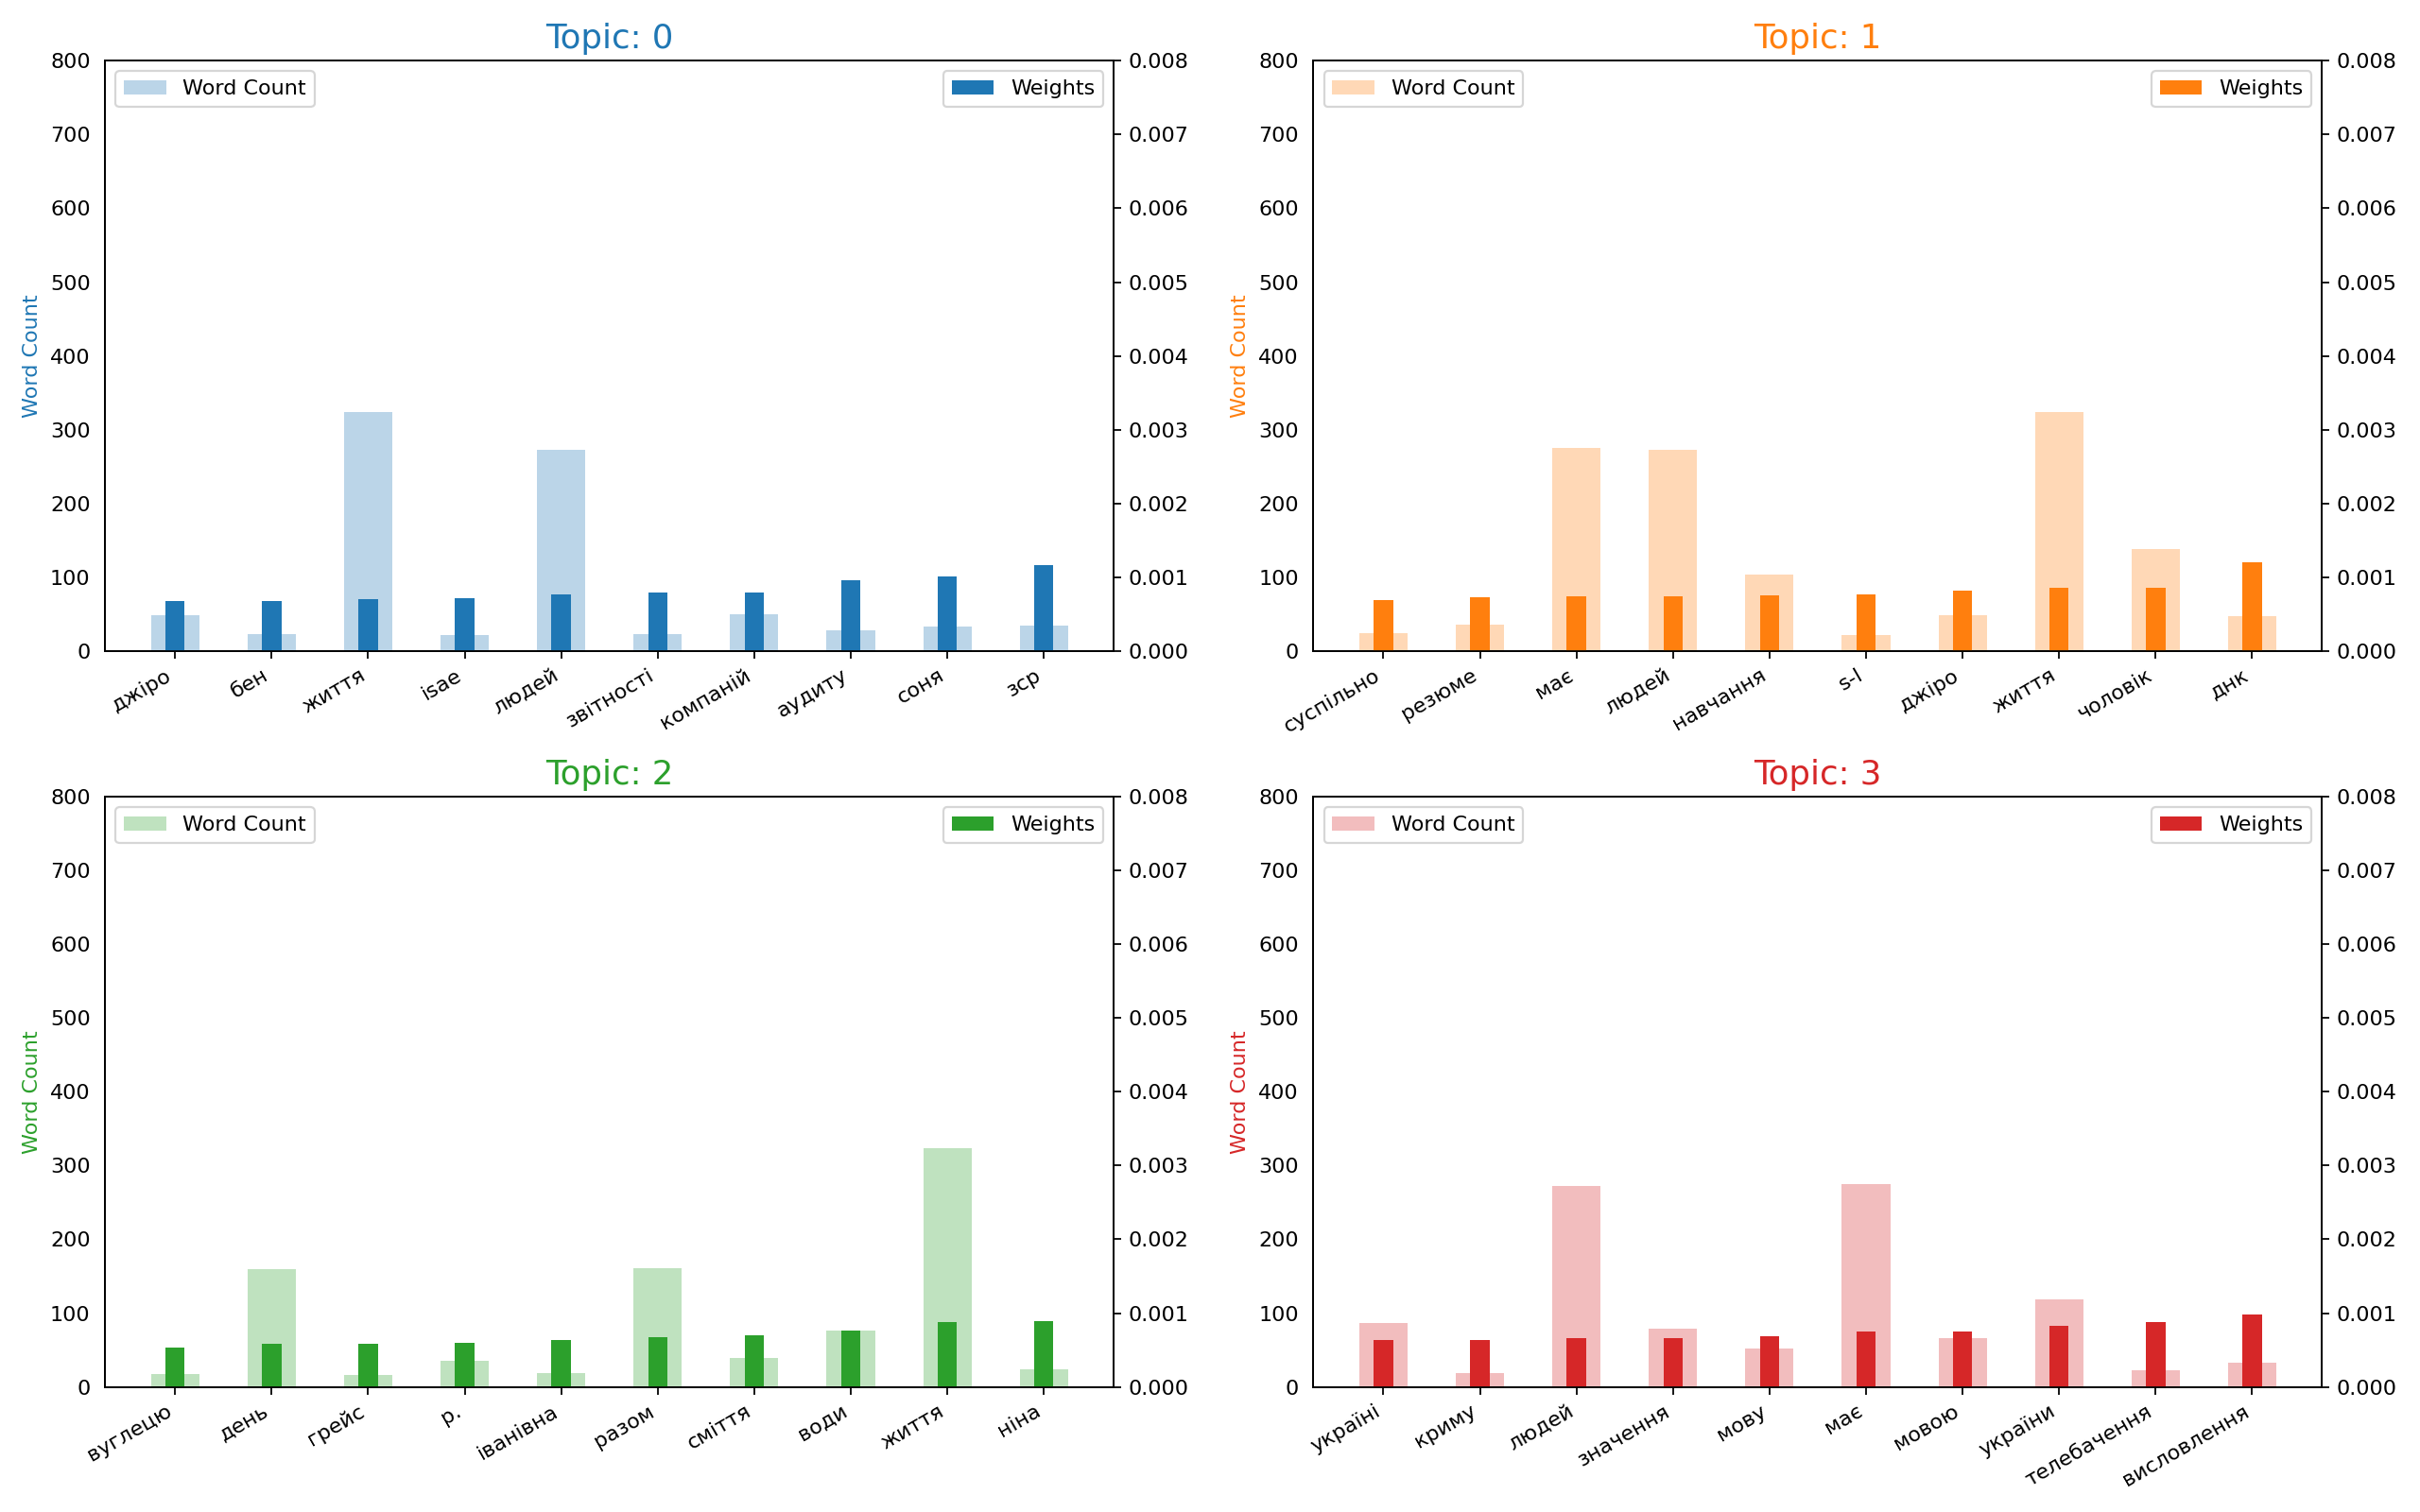 Topic: 0
Word Count
Weights
800
700
600
500
400
300
200
100
0
0.008
0.007
0.006
0.005
0.004
0.003
0.002
0.001
0.000
Word Count
джіро
бен
життя
ісае
людей
звітності
компаній
аудиту
соня
зср
Topic: 1
Word Count
Weights
800
700
600
500
400
300
200
100
0
0.008
0.007
0.006
0.005
0.004
0.003
0.002
0.001
0.000
Word Count
суспільно
резюме
має
людей
навчання
s-l
джіро
життя
чоловік
днк
Topic: 2
Word Count
Weights
800
700
600
500
400
300
200
100
0
0.008
0.007
0.006
0.005
0.004
0.003
0.002
0.001
0.000
Word Count
вуглецю
день
грейс
р.
іванівна
разом
сміття
води
життя
ніна
Topic: 3
Word Count
Weights
800
700
600
500
400
300
200
100
0
0.008
0.007
0.006
0.005
0.004
0.003
0.002
0.001
0.000
Word Count
україні
криму
людей
значення
мову
має
мовою
україни
телебачення
висловлення